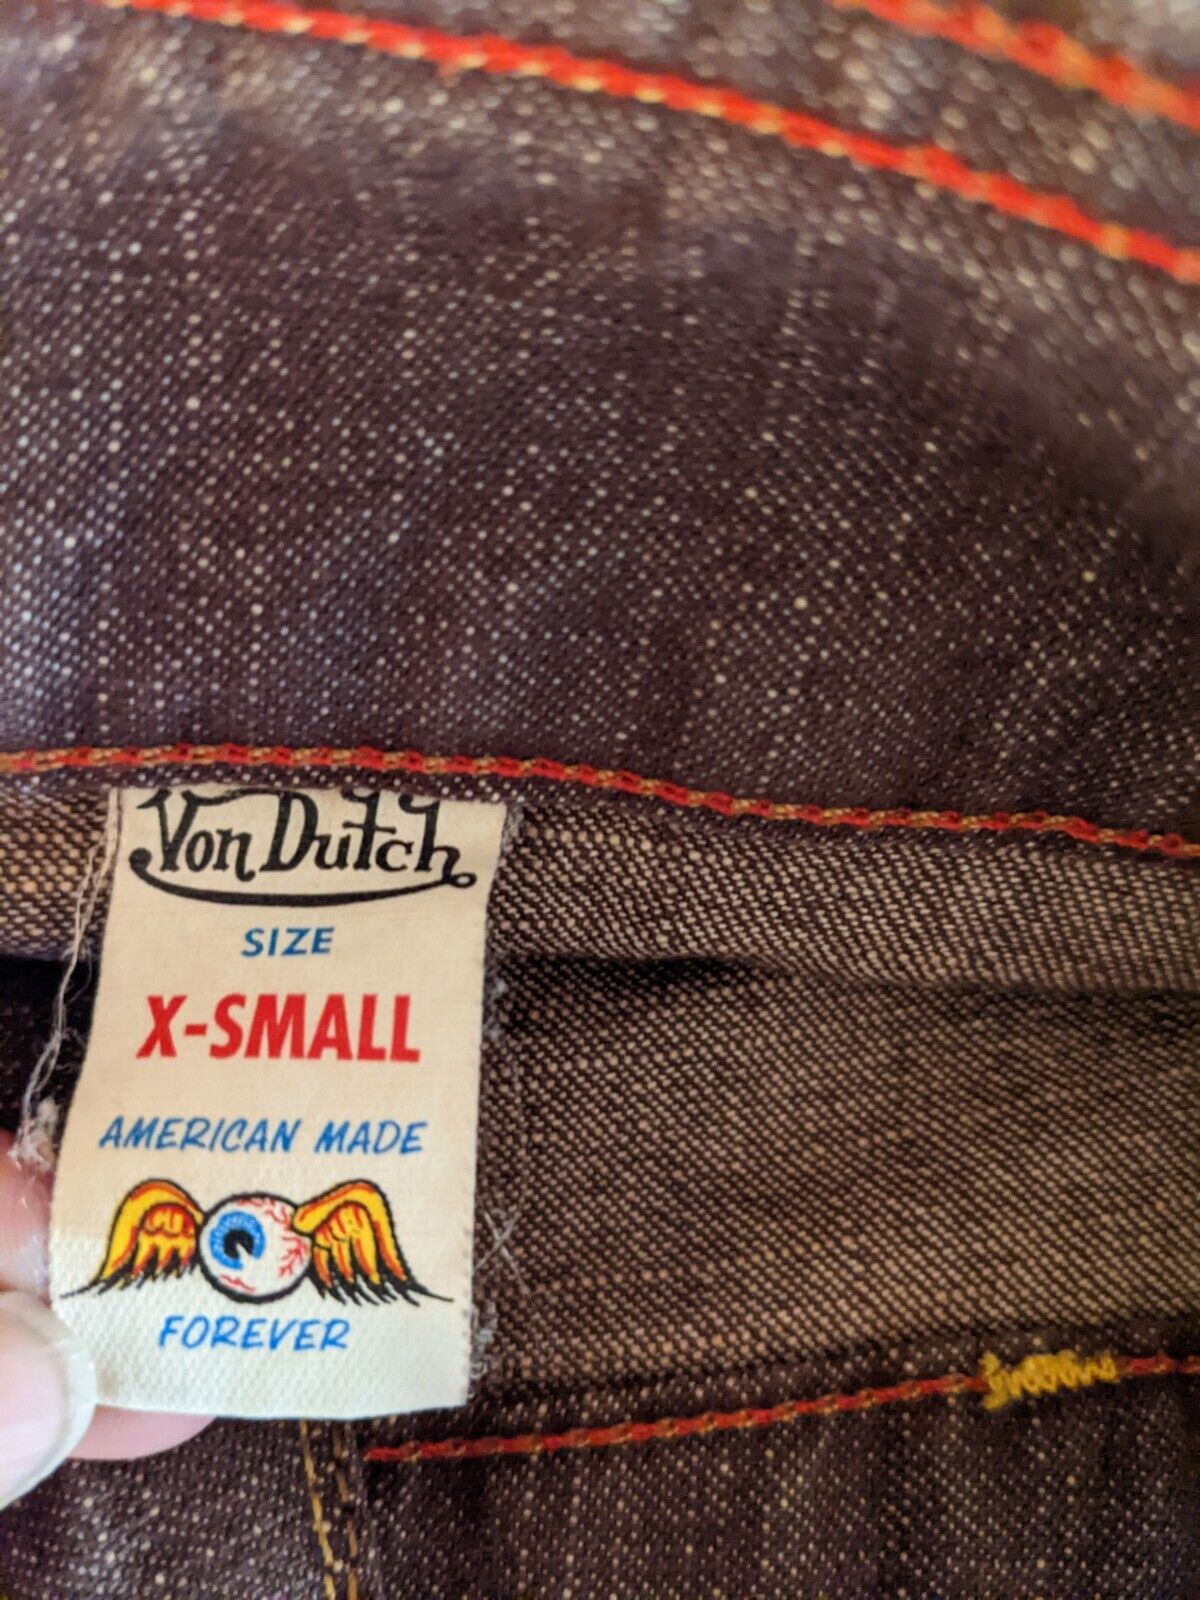 Von Dutch
SIZE
X-SMALL
AMERICAN MADE
FOREVER